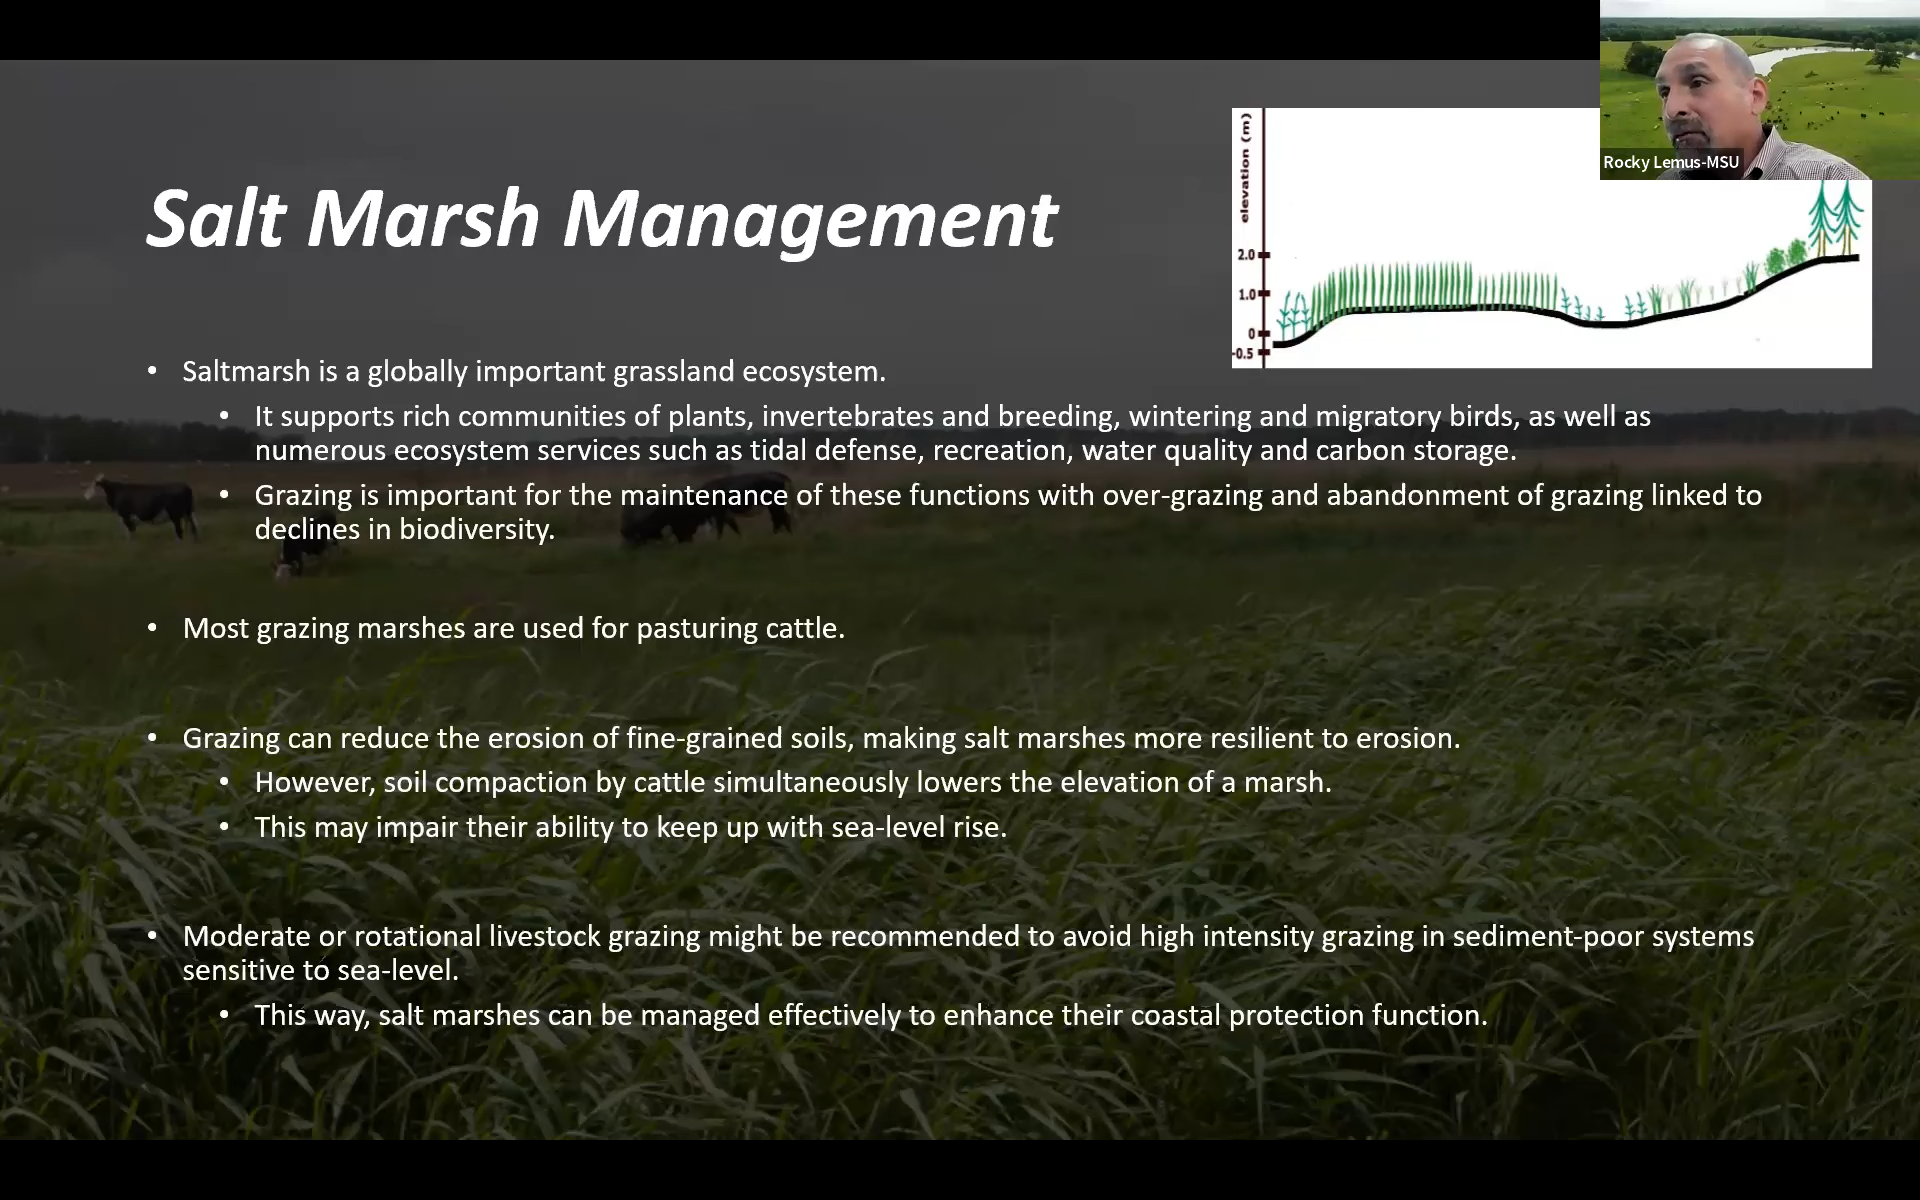 Rocky Lemus-MSU
elevation (m)
2.0
1.0
0
-0.5
Salt Marsh Management
• Saltmarsh is a globally important grassland ecosystem.
• It supports rich communities of plants, invertebrates and breeding, wintering and migratory birds, as well as
numerous ecosystem services such as tidal defense, recreation, water quality and carbon storage.
• Grazing is important for the maintenance of these functions with over-grazing and abandonment of grazing linked to
declines in biodiversity.
• Most grazing marshes are used for pasturing cattle.
• Grazing can reduce the erosion of fine-grained soils, making salt marshes more resilient to erosion.
• However, soil compaction by cattle simultaneously lowers the elevation of a marsh.
• This may impair their ability to keep up with sea-level rise.
• Moderate or rotational livestock grazing might be recommended to avoid high intensity grazing in sediment-poor systems
sensitive to sea-level.
• This way, salt marshes can be managed effectively to enhance their coastal protection function.